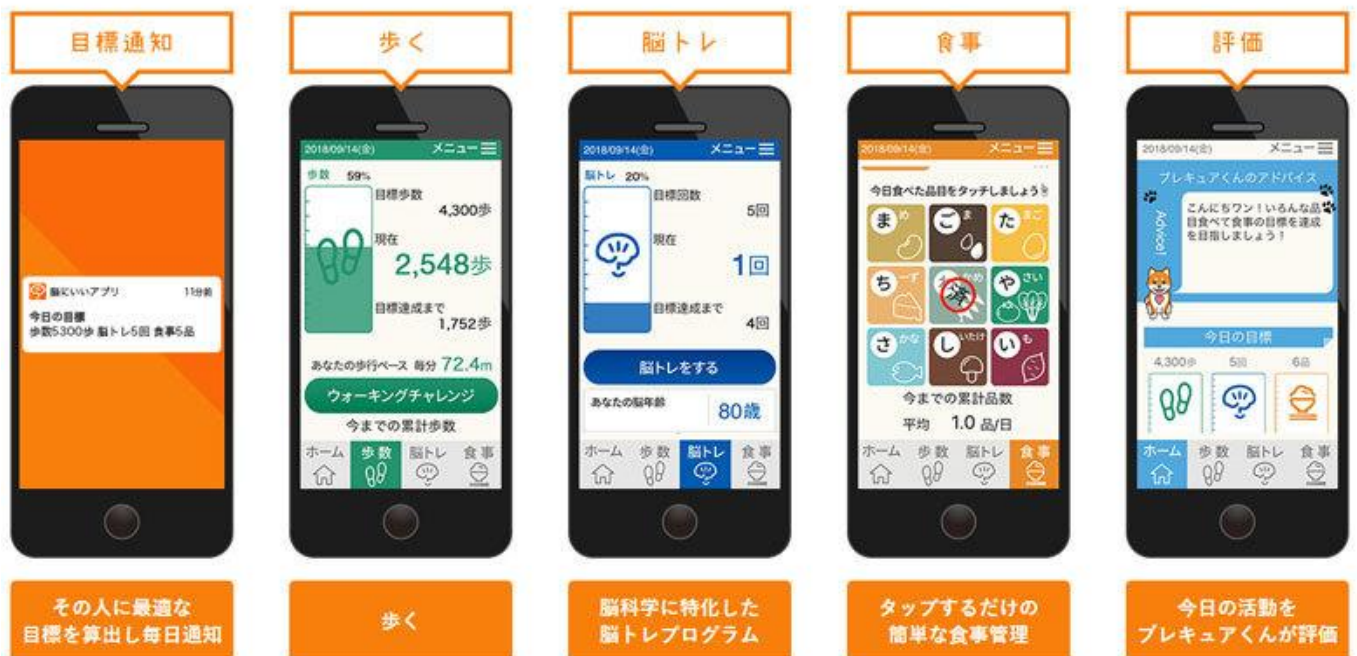 目標通知
歩く
脳トレ
食事
評価
脳にいいアプリ 11分前
今日の目標
歩数5300歩 脳トレ5回 食事5品
2018/09/14(金) メニュー
歩数 59%
目標歩数
4,300歩
現在
2,548歩
目標達成まで
1,752歩
あなたの歩行ペース 毎分 72.4m
ウォーキングチャレンジ
今までの累計歩数
ホーム 歩数 脳トレ 食事
2018/09/14(金) メニュー
脳トレ 20%
目標回数
5回
現在
1回
目標達成まで
4回
脳トレをする
あなたの脳年齢
80歳
ホーム 歩数 脳トレ 食事
2018/09/14(金) メニュー
今日食べた品目をタッチしましょう
まめ ごま たまご
ちーず わかめ 済 やさい
さかな しいたけ いも
今までの累計品数
平均 1.0 品/日
ホーム 歩数 脳トレ 食事
2018/09/14(金) メニュー
ブレキュアくんのアドバイス
Advice!
こんにちワン！いろんな品
目食べて食事の目標を達成
を目指しましょう！
今日の目標
4,300歩 5回 6品
ホーム 歩数 脳トレ 食事
その人に最適な
目標を算出し毎日通知
歩く
脳科学に特化した
脳トレプログラム
タップするだけの
簡単な食事管理
今日の活動を
ブレキュアくんが評価